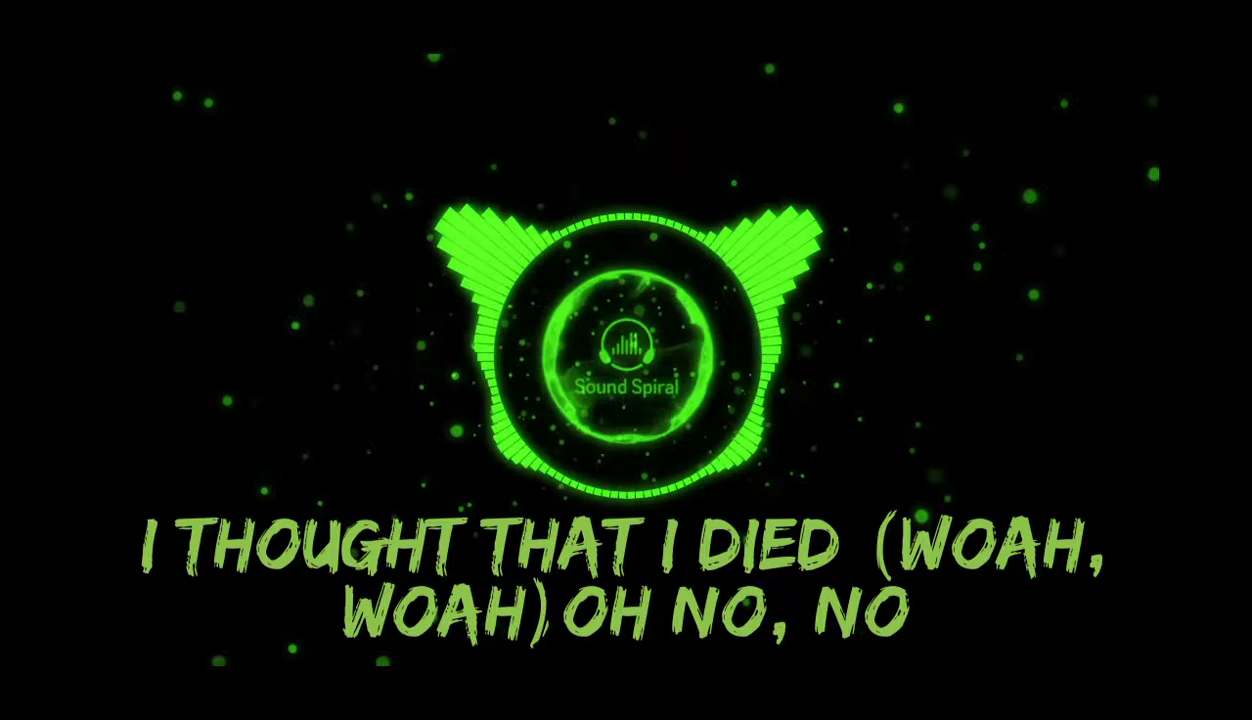 Sound Spiral
I THOUGHT THAT I DIED (WOAH,
WOAH) OH NO, NO